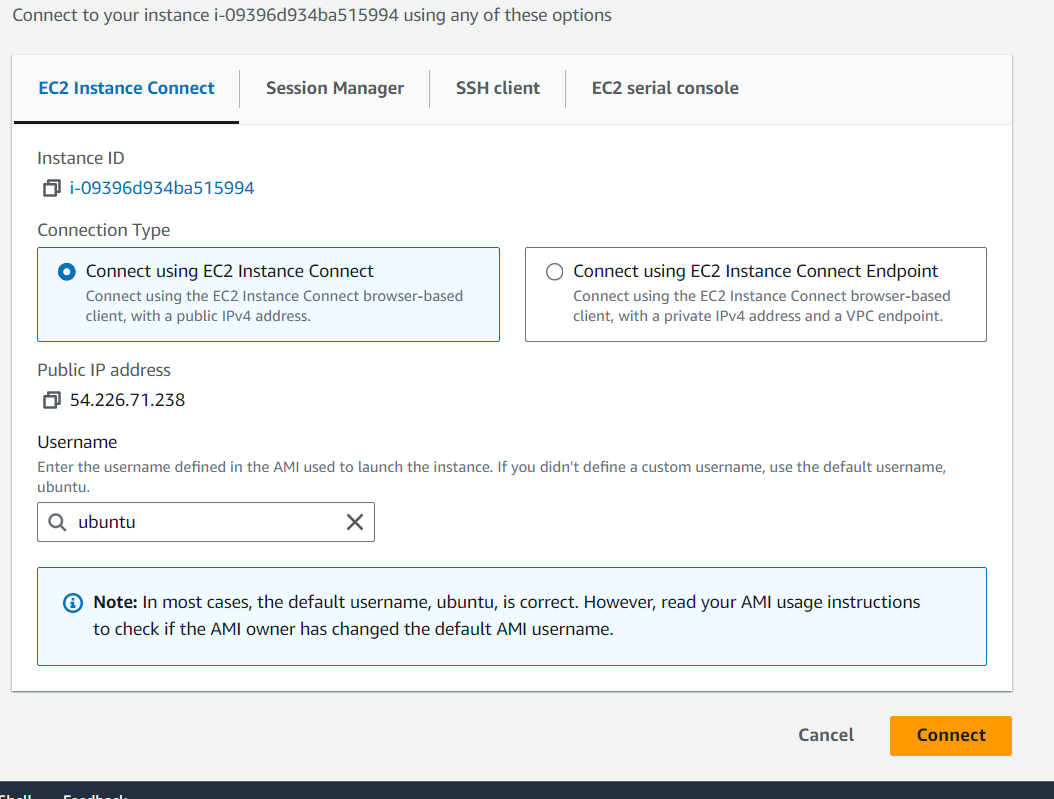 Connect to your instance i-09396d934ba515994 using any of these options
EC2 Instance Connect
Session Manager
SSH client
EC2 serial console
Instance ID
i-09396d934ba515994
Connection Type
Connect using EC2 Instance Connect
Connect using the EC2 Instance Connect browser-based
client, with a public IPv4 address.
Connect using EC2 Instance Connect Endpoint
Connect using the EC2 Instance Connect browser-based
client, with a private IPv4 address and a VPC endpoint.
Public IP address
54.226.71.238
Username
Enter the username defined in the AMI used to launch the instance. If you didn't define a custom username, use the default username,
ubuntu.
ubuntu
Note: In most cases, the default username, ubuntu, is correct. However, read your AMI usage instructions
to check if the AMI owner has changed the default AMI username.
Cancel
Connect
Feedback